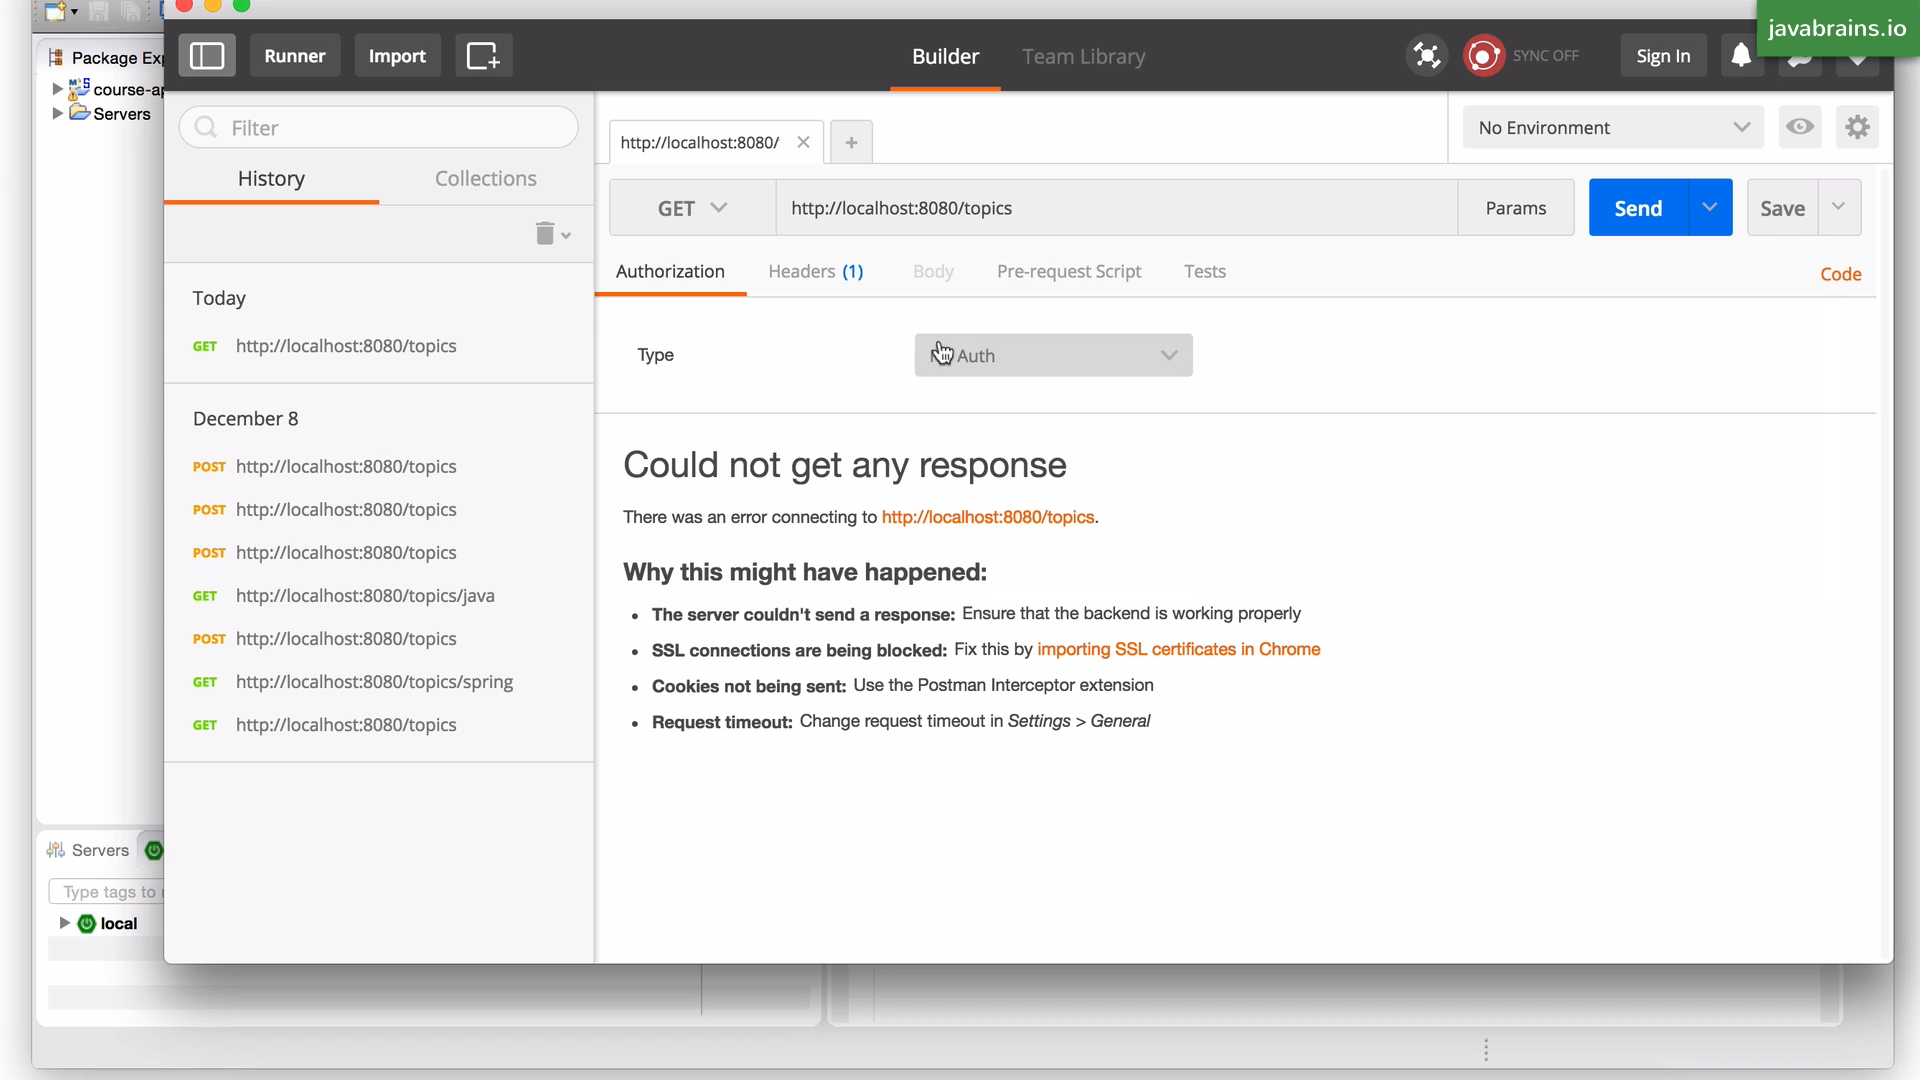 javabrains.io
Package Exp
course-ap
Servers
Runner
Import
Builder
Team Library
SYNC OFF
Sign In
Filter
History
Collections
http://localhost:8080/
No Environment
GET
http://localhost:8080/topics
Params
Send
Save
Authorization
Headers (1)
Body
Pre-request Script
Tests
Code
Type
Auth
Today
GET http://localhost:8080/topics
December 8
POST http://localhost:8080/topics
POST http://localhost:8080/topics
POST http://localhost:8080/topics
GET http://localhost:8080/topics/java
POST http://localhost:8080/topics
GET http://localhost:8080/topics/spring
GET http://localhost:8080/topics
Could not get any response
There was an error connecting to http://localhost:8080/topics.
Why this might have happened:
• The server couldn't send a response: Ensure that the backend is working properly
• SSL connections are being blocked: Fix this by importing SSL certificates in Chrome
• Cookies not being sent: Use the Postman Interceptor extension
• Request timeout: Change request timeout in Settings > General
Servers
Type tags to
local